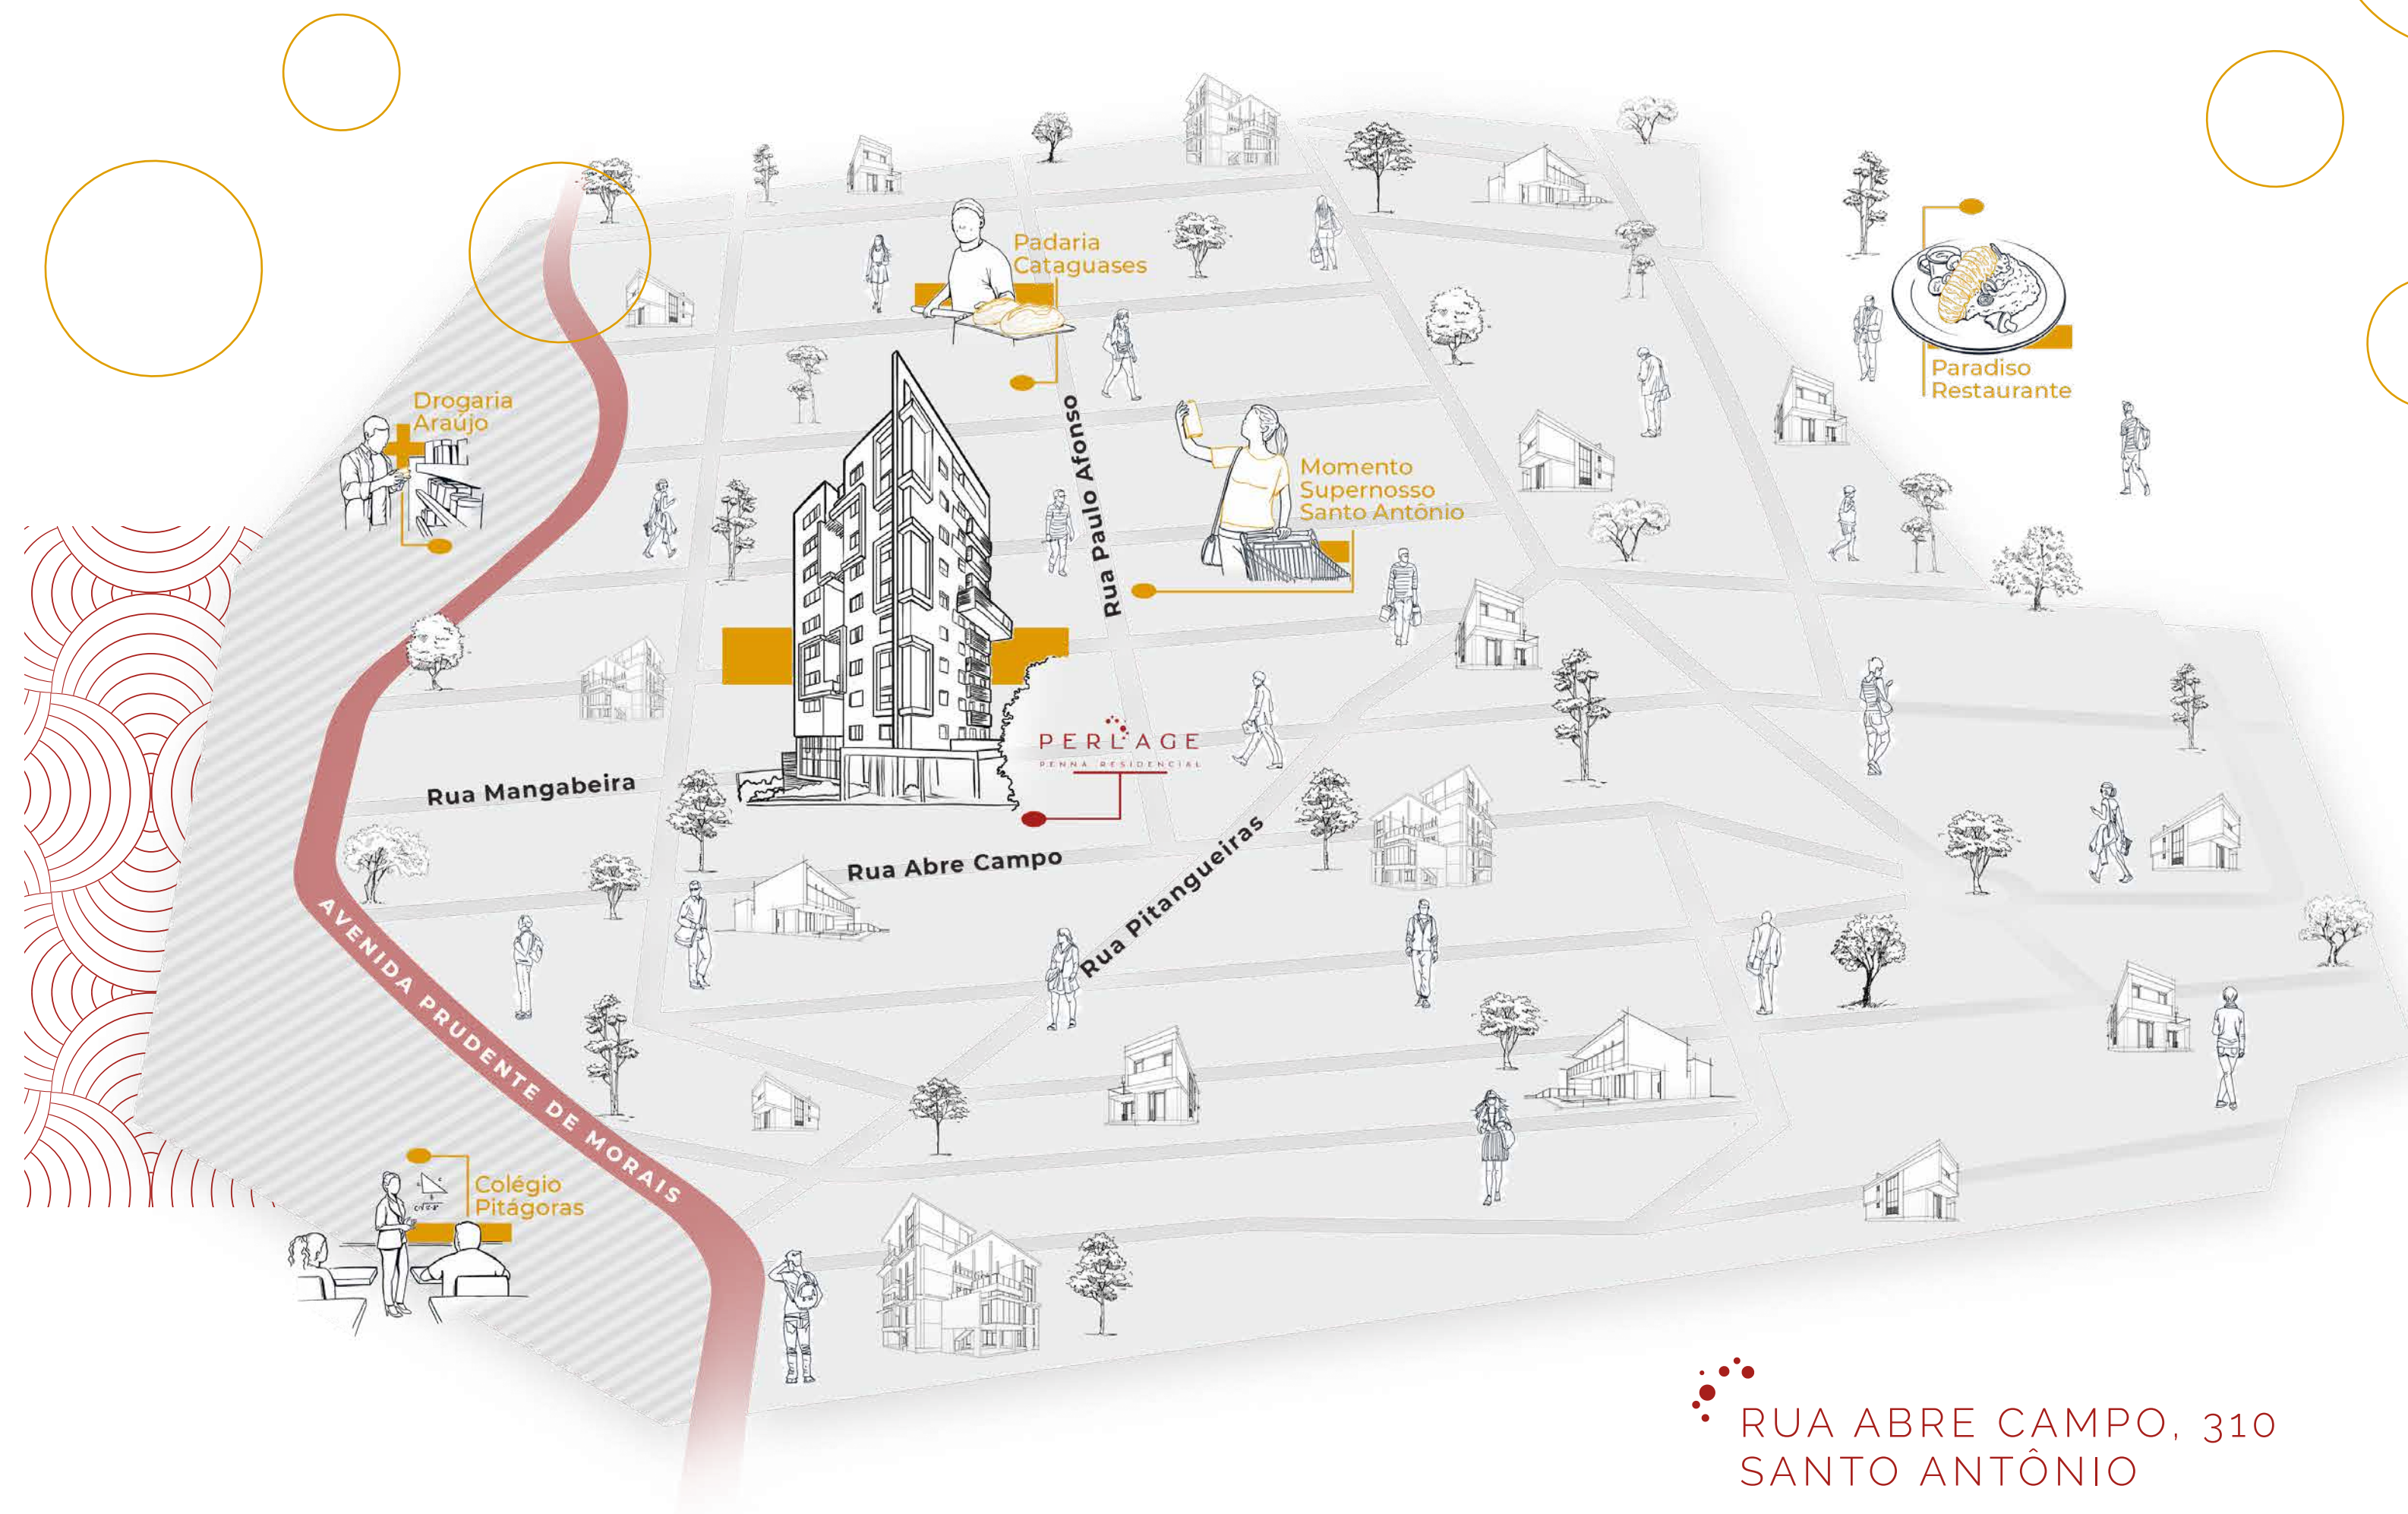 Padaria
Cataguases
Paradiso
Restaurante
Drogaria
Araújo
Rua Paulo Afonso
Momento
Supernosso
Santo Antônio
PERLAGE
PENNA RESIDENCIAL
Rua Mangabeira
Rua Abre Campo
Rua Pitangueiras
AVENIDA PRUDENTE DE MORAIS
Colégio
Pitágoras
RUA ABRE CAMPO, 310
SANTO ANTÔNIO